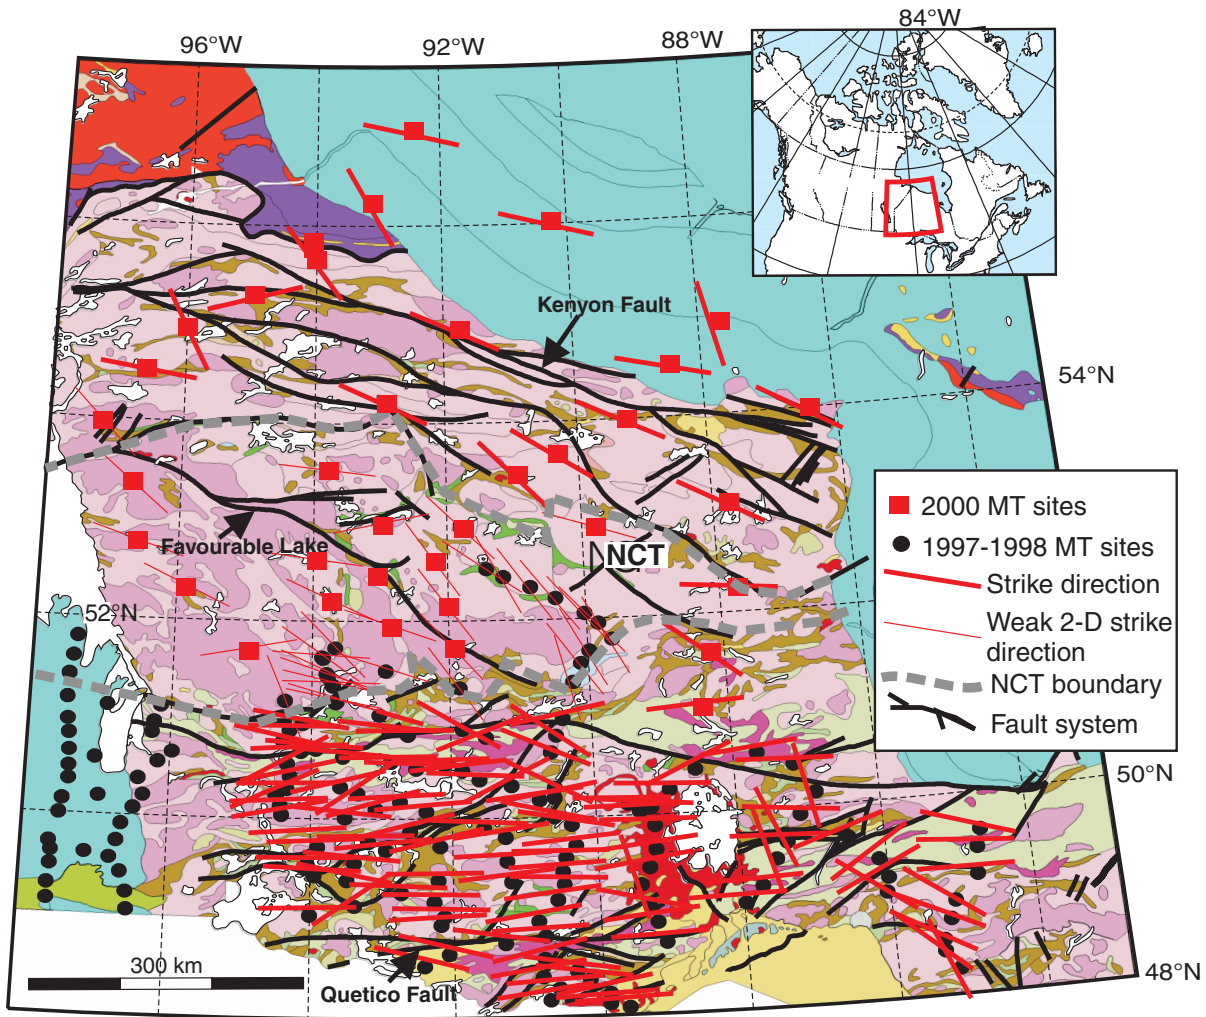 84°W
96°W
92°W
88°W
Kenyon Fault
54°N
2000 MT sites
1997-1998 MT sites
Favourable Lake
NCT
Strike direction
52°N
Weak 2-D strike
direction
NCT boundary
Fault system
50°N
300 km
48°N
Quetico Fault